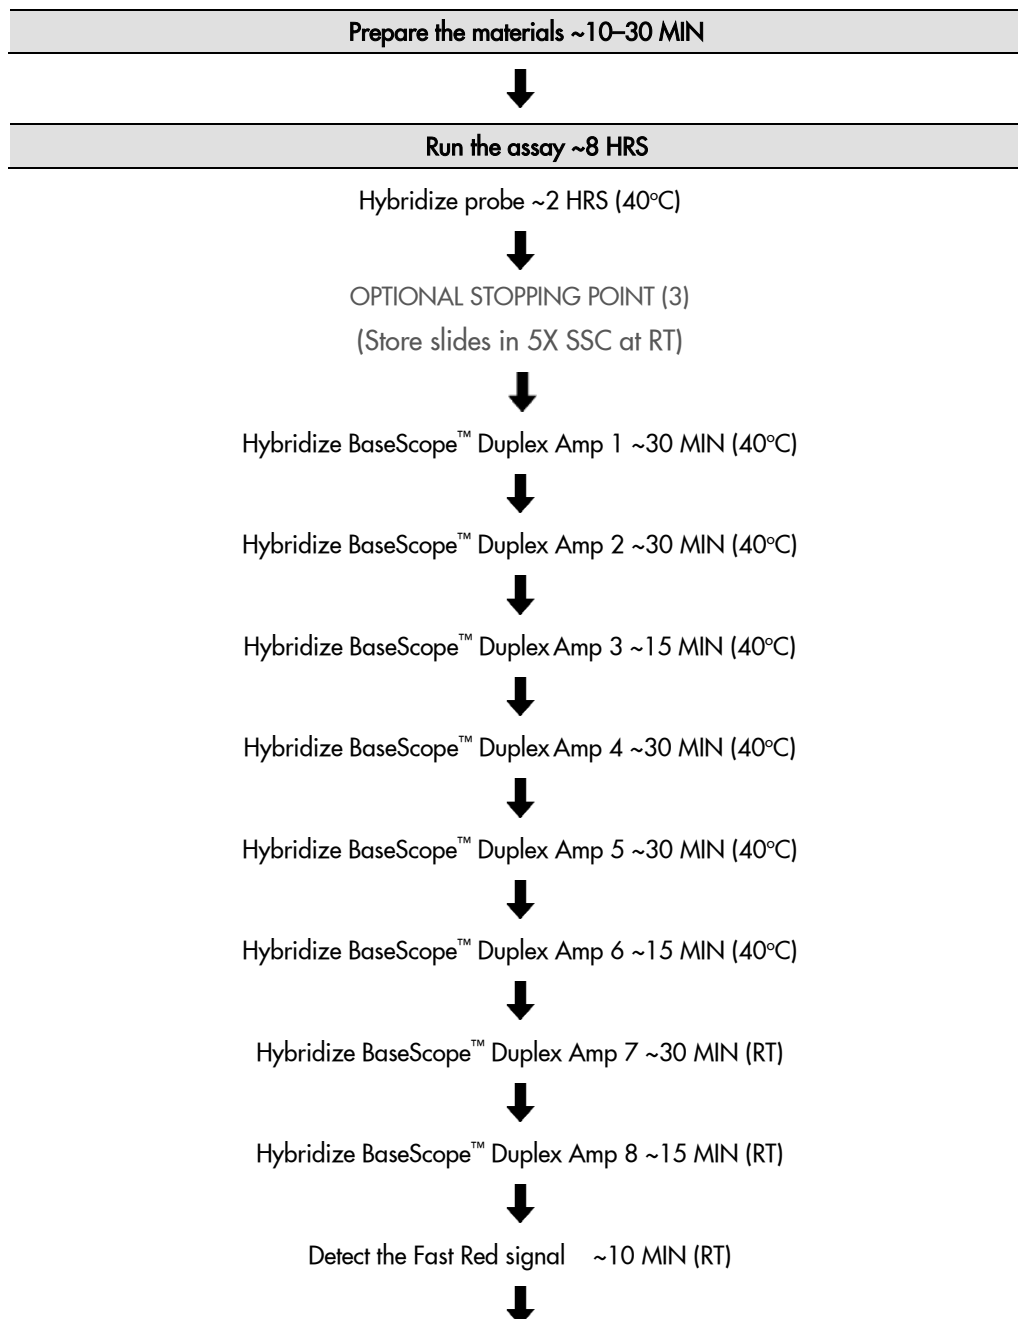 Prepare the materials ~10–30 MIN
Run the assay ~8 HRS
Hybridize probe ~2 HRS (40°C)
OPTIONAL STOPPING POINT (3)
(Store slides in 5X SSC at RT)
Hybridize BaseScope™ Duplex Amp 1 ~30 MIN (40°C)
Hybridize BaseScope™ Duplex Amp 2 ~30 MIN (40°C)
Hybridize BaseScope™ Duplex Amp 3 ~15 MIN (40°C)
Hybridize BaseScope™ Duplex Amp 4 ~30 MIN (40°C)
Hybridize BaseScope™ Duplex Amp 5 ~30 MIN (40°C)
Hybridize BaseScope™ Duplex Amp 6 ~15 MIN (40°C)
Hybridize BaseScope™ Duplex Amp 7 ~30 MIN (RT)
Hybridize BaseScope™ Duplex Amp 8 ~15 MIN (RT)
Detect the Fast Red signal ~10 MIN (RT)